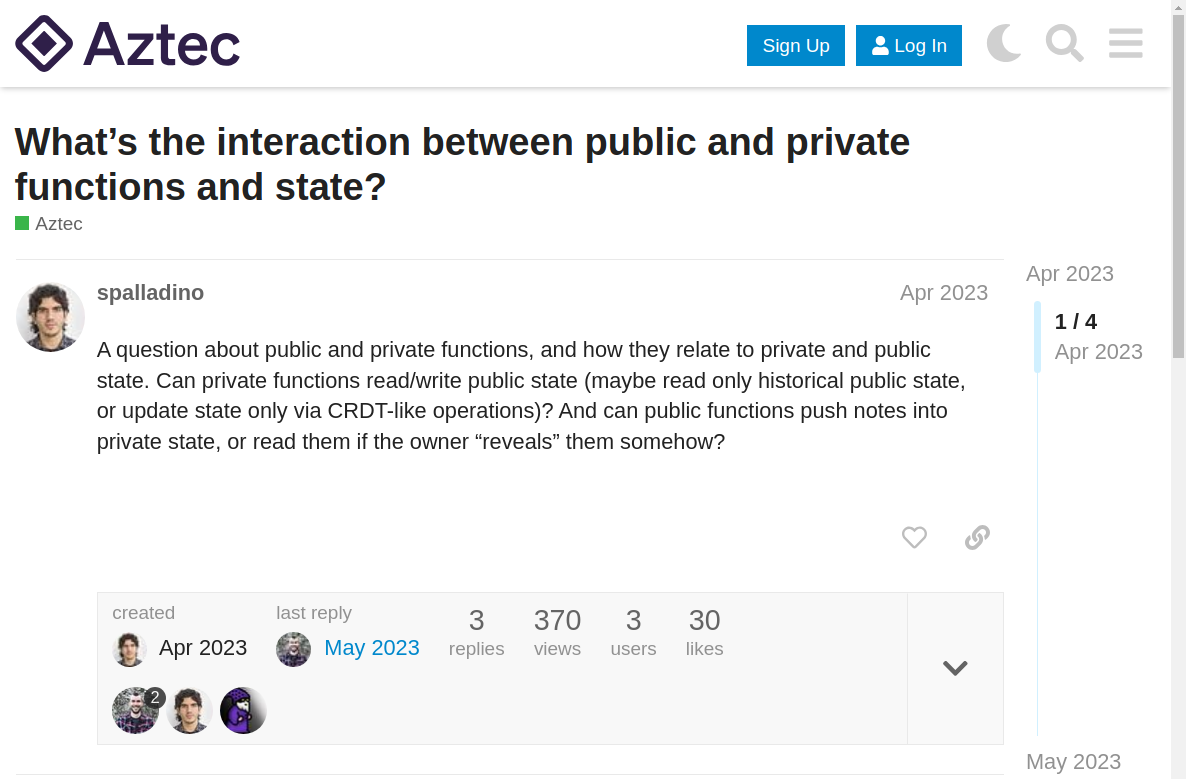 Aztec
Sign Up
Log In
What’s the interaction between public and private
functions and state?
Aztec
spalladino
Apr 2023
A question about public and private functions, and how they relate to private and public
state. Can private functions read/write public state (maybe read only historical public state,
or update state only via CRDT-like operations)? And can public functions push notes into
private state, or read them if the owner “reveals” them somehow?
created
Apr 2023
last reply
May 2023
3
replies
370
views
3
users
30
likes
2
Apr 2023
1 / 4
Apr 2023
May 2023